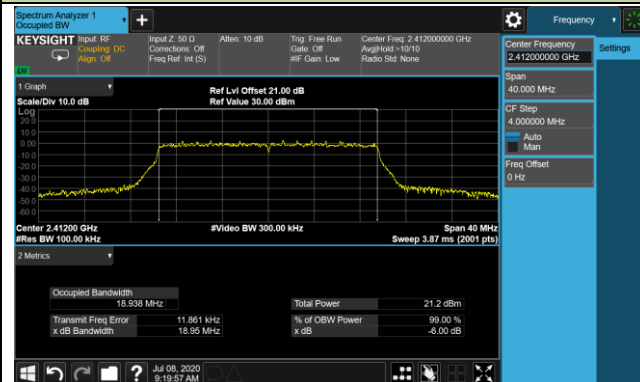 Spectrum Analyzer 1
Occupied BW
Frequency
KEYSIGHT
Input: RF
Coupling: DC
Align: Off
Input Z: 50 Ω
Corrections: Off
Freq Ref: Int (S)
Atten: 10 dB
Trig: Free Run
Gate: Off
#IF Gain: Low
Center Freq: 2.412000000 GHz
Avg|Hold:>10/10
Radio Std: None
Center Frequency
2.412000000 GHz
Settings
Span
40.000 MHz
CF Step
4.000000 MHz
Auto
Man
Freq Offset
0 Hz
1 Graph
Scale/Div 10.0 dB
Ref Lvl Offset 21.00 dB
Ref Value 30.00 dBm
Log
20.0
10.0
0.00
-10.0
-20.0
-30.0
-40.0
-50.0
-60.0
Center 2.41200 GHz
#Res BW 100.00 kHz
#Video BW 300.00 kHz
Span 40 MHz
Sweep 3.87 ms (2001 pts)
2 Metrics
Occupied Bandwidth
18.938 MHz
Total Power 21.2 dBm
Transmit Freq Error 11.861 kHz
% of OBW Power 99.00 %
x dB Bandwidth 18.95 MHz
x dB -6.00 dB
?
Jul 08, 2020
9:19:57 AM